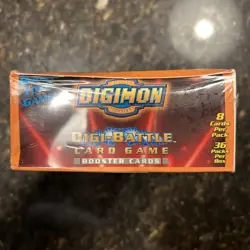 DIGIMON
DIGI-BATTLE
CARD GAME
BOOSTER CARDS
8
Cards
Per
Pack
36
Packs
Per
Box